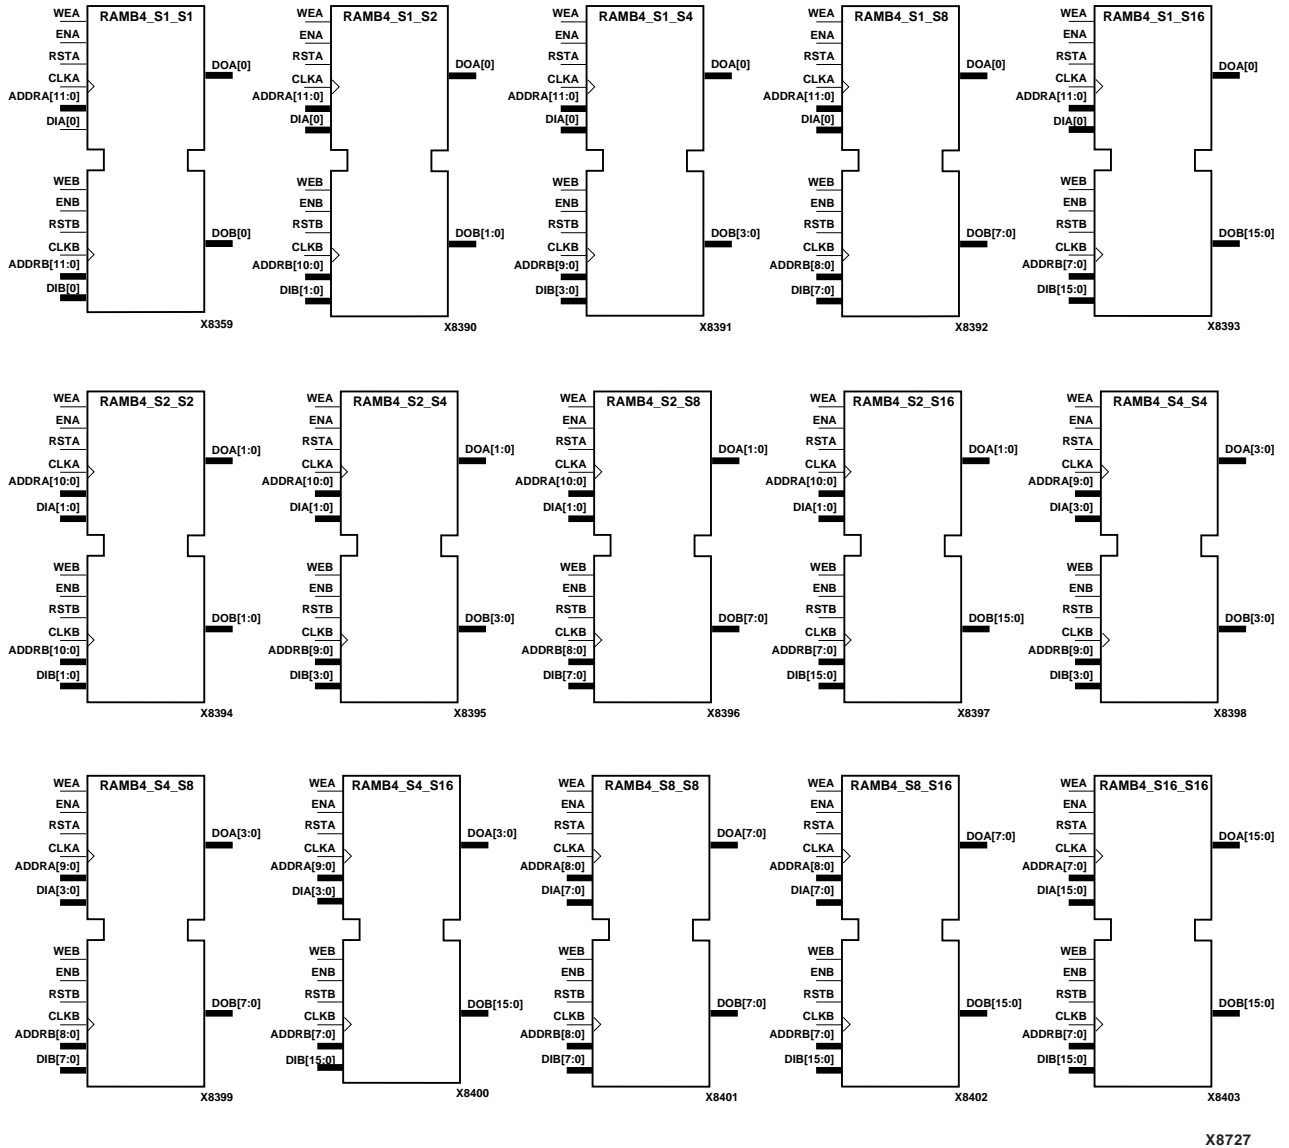 RAMB4_S1_S1
WEA
ENA
RSTA
CLKA
ADDRA[11:0]
DIA[0]
DOA[0]
WEB
ENB
RSTB
CLKB
ADDRB[11:0]
DIB[0]
DOB[0]
X8359
RAMB4_S1_S2
WEA
ENA
RSTA
CLKA
ADDRA[11:0]
DIA[0]
DOA[0]
WEB
ENB
RSTB
CLKB
ADDRB[10:0]
DIB[1:0]
DOB[1:0]
X8390
RAMB4_S1_S4
WEA
ENA
RSTA
CLKA
ADDRA[11:0]
DIA[0]
DOA[0]
WEB
ENB
RSTB
CLKB
ADDRB[9:0]
DIB[3:0]
DOB[3:0]
X8391
RAMB4_S1_S8
WEA
ENA
RSTA
CLKA
ADDRA[11:0]
DIA[0]
DOA[0]
WEB
ENB
RSTB
CLKB
ADDRB[8:0]
DIB[7:0]
DOB[7:0]
X8392
RAMB4_S1_S16
WEA
ENA
RSTA
CLKA
ADDRA[11:0]
DIA[0]
DOA[0]
WEB
ENB
RSTB
CLKB
ADDRB[7:0]
DIB[15:0]
DOB[15:0]
X8393
RAMB4_S2_S2
WEA
ENA
RSTA
CLKA
ADDRA[10:0]
DIA[1:0]
DOA[1:0]
WEB
ENB
RSTB
CLKB
ADDRB[10:0]
DIB[1:0]
DOB[1:0]
X8394
RAMB4_S2_S4
WEA
ENA
RSTA
CLKA
ADDRA[10:0]
DIA[1:0]
DOA[1:0]
WEB
ENB
RSTB
CLKB
ADDRB[9:0]
DIB[3:0]
DOB[3:0]
X8395
RAMB4_S2_S8
WEA
ENA
RSTA
CLKA
ADDRA[10:0]
DIA[1:0]
DOA[1:0]
WEB
ENB
RSTB
CLKB
ADDRB[8:0]
DIB[7:0]
DOB[7:0]
X8396
RAMB4_S2_S16
WEA
ENA
RSTA
CLKA
ADDRA[10:0]
DIA[1:0]
DOA[1:0]
WEB
ENB
RSTB
CLKB
ADDRB[7:0]
DIB[15:0]
DOB[15:0]
X8397
RAMB4_S4_S4
WEA
ENA
RSTA
CLKA
ADDRA[9:0]
DIA[3:0]
DOA[3:0]
WEB
ENB
RSTB
CLKB
ADDRB[9:0]
DIB[3:0]
DOB[3:0]
X8398
RAMB4_S4_S8
WEA
ENA
RSTA
CLKA
ADDRA[9:0]
DIA[3:0]
DOA[3:0]
WEB
ENB
RSTB
CLKB
ADDRB[8:0]
DIB[7:0]
DOB[7:0]
X8399
RAMB4_S4_S16
WEA
ENA
RSTA
CLKA
ADDRA[9:0]
DIA[3:0]
DOA[3:0]
WEB
ENB
RSTB
CLKB
ADDRB[7:0]
DIB[15:0]
DOB[15:0]
X8400
RAMB4_S8_S8
WEA
ENA
RSTA
CLKA
ADDRA[8:0]
DIA[7:0]
DOA[7:0]
WEB
ENB
RSTB
CLKB
ADDRB[8:0]
DIB[7:0]
DOB[7:0]
X8401
RAMB4_S8_S16
WEA
ENA
RSTA
CLKA
ADDRA[8:0]
DIA[7:0]
DOA[7:0]
WEB
ENB
RSTB
CLKB
ADDRB[7:0]
DIB[15:0]
DOB[15:0]
X8402
RAMB4_S16_S16
WEA
ENA
RSTA
CLKA
ADDRA[7:0]
DIA[15:0]
DOA[15:0]
WEB
ENB
RSTB
CLKB
ADDRB[7:0]
DIB[15:0]
DOB[15:0]
X8403
X8727